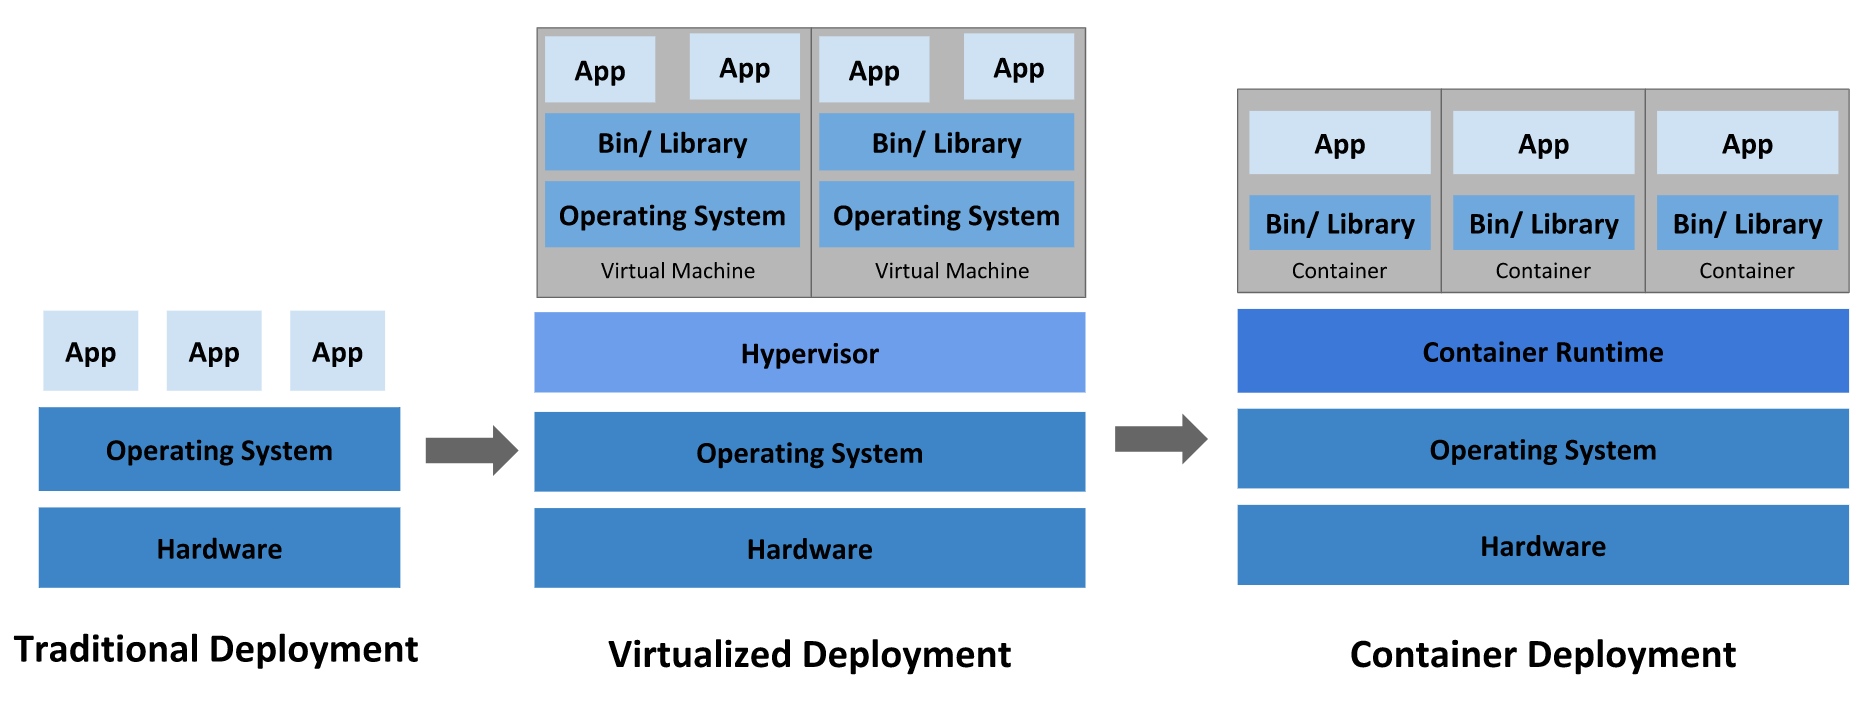 App App App
Operating System
Hardware
Traditional Deployment
App App App App
Bin/ Library Bin/ Library
Operating System Operating System
Virtual Machine Virtual Machine
Hypervisor
Operating System
Hardware
Virtualized Deployment
App App App
Bin/ Library Bin/ Library Bin/ Library
Container Container Container
Container Runtime
Operating System
Hardware
Container Deployment